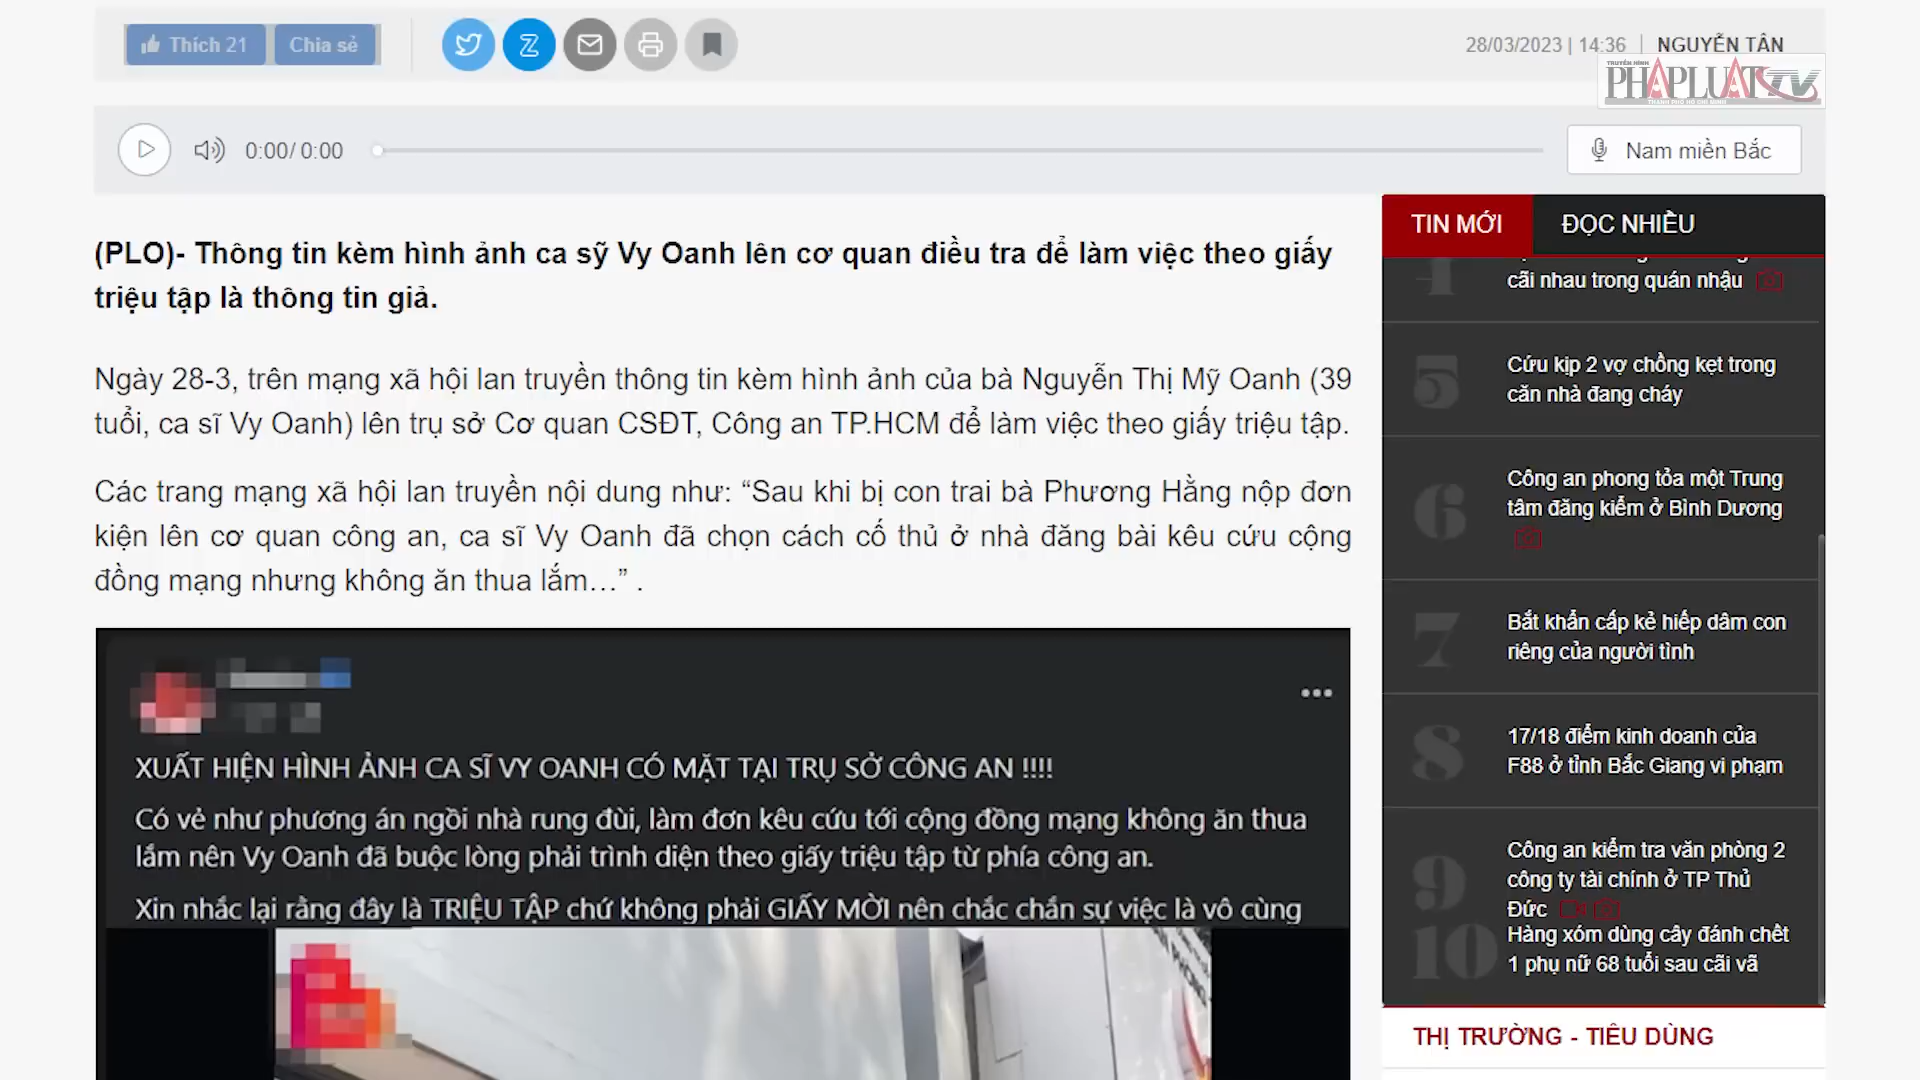 Thích 21
Chia sẻ
28/03/2023 | 14:36 | NGUYỄN TÂN
TRUYỀN HÌNH
PHÁPLUẬTTV
THÀNH PHỐ HỒ CHÍ MINH
0:00/ 0:00
Nam miền Bắc
(PLO)- Thông tin kèm hình ảnh ca sỹ Vy Oanh lên cơ quan điều tra để làm việc theo giấy
triệu tập là thông tin giả.
Ngày 28-3, trên mạng xã hội lan truyền thông tin kèm hình ảnh của bà Nguyễn Thị Mỹ Oanh (39
tuổi, ca sĩ Vy Oanh) lên trụ sở Cơ quan CSĐT, Công an TP.HCM để làm việc theo giấy triệu tập.
Các trang mạng xã hội lan truyền nội dung như: “Sau khi bị con trai bà Phương Hằng nộp đơn
kiện lên cơ quan công an, ca sĩ Vy Oanh đã chọn cách cố thủ ở nhà đăng bài kêu cứu cộng
đồng mạng nhưng không ăn thua lắm…” .
XUẤT HIỆN HÌNH ẢNH CA SĨ VY OANH CÓ MẶT TẠI TRỤ SỞ CÔNG AN !!!!
Có vẻ như phương án ngồi nhà rung đùi, làm đơn kêu cứu tới cộng đồng mạng không ăn thua
lắm nên Vy Oanh đã buộc lòng phải trình diện theo giấy triệu tập từ phía công an.
Xin nhắc lại rằng đây là TRIỆU TẬP chứ không phải GIẤY MỜI nên chắc chắn sự việc là vô cùng
TIN MỚI
ĐỌC NHIỀU
4
cãi nhau trong quán nhậu
5
Cứu kịp 2 vợ chồng kẹt trong
căn nhà đang cháy
6
Công an phong tỏa một Trung
tâm đăng kiểm ở Bình Dương
7
Bắt khẩn cấp kẻ hiếp dâm con
riêng của người tình
8
17/18 điểm kinh doanh của
F88 ở tỉnh Bắc Giang vi phạm
9
Công an kiểm tra văn phòng 2
công ty tài chính ở TP Thủ
Đức
10
Hàng xóm dùng cây đánh chết
1 phụ nữ 68 tuổi sau cãi vã
THỊ TRƯỜNG - TIÊU DÙNG